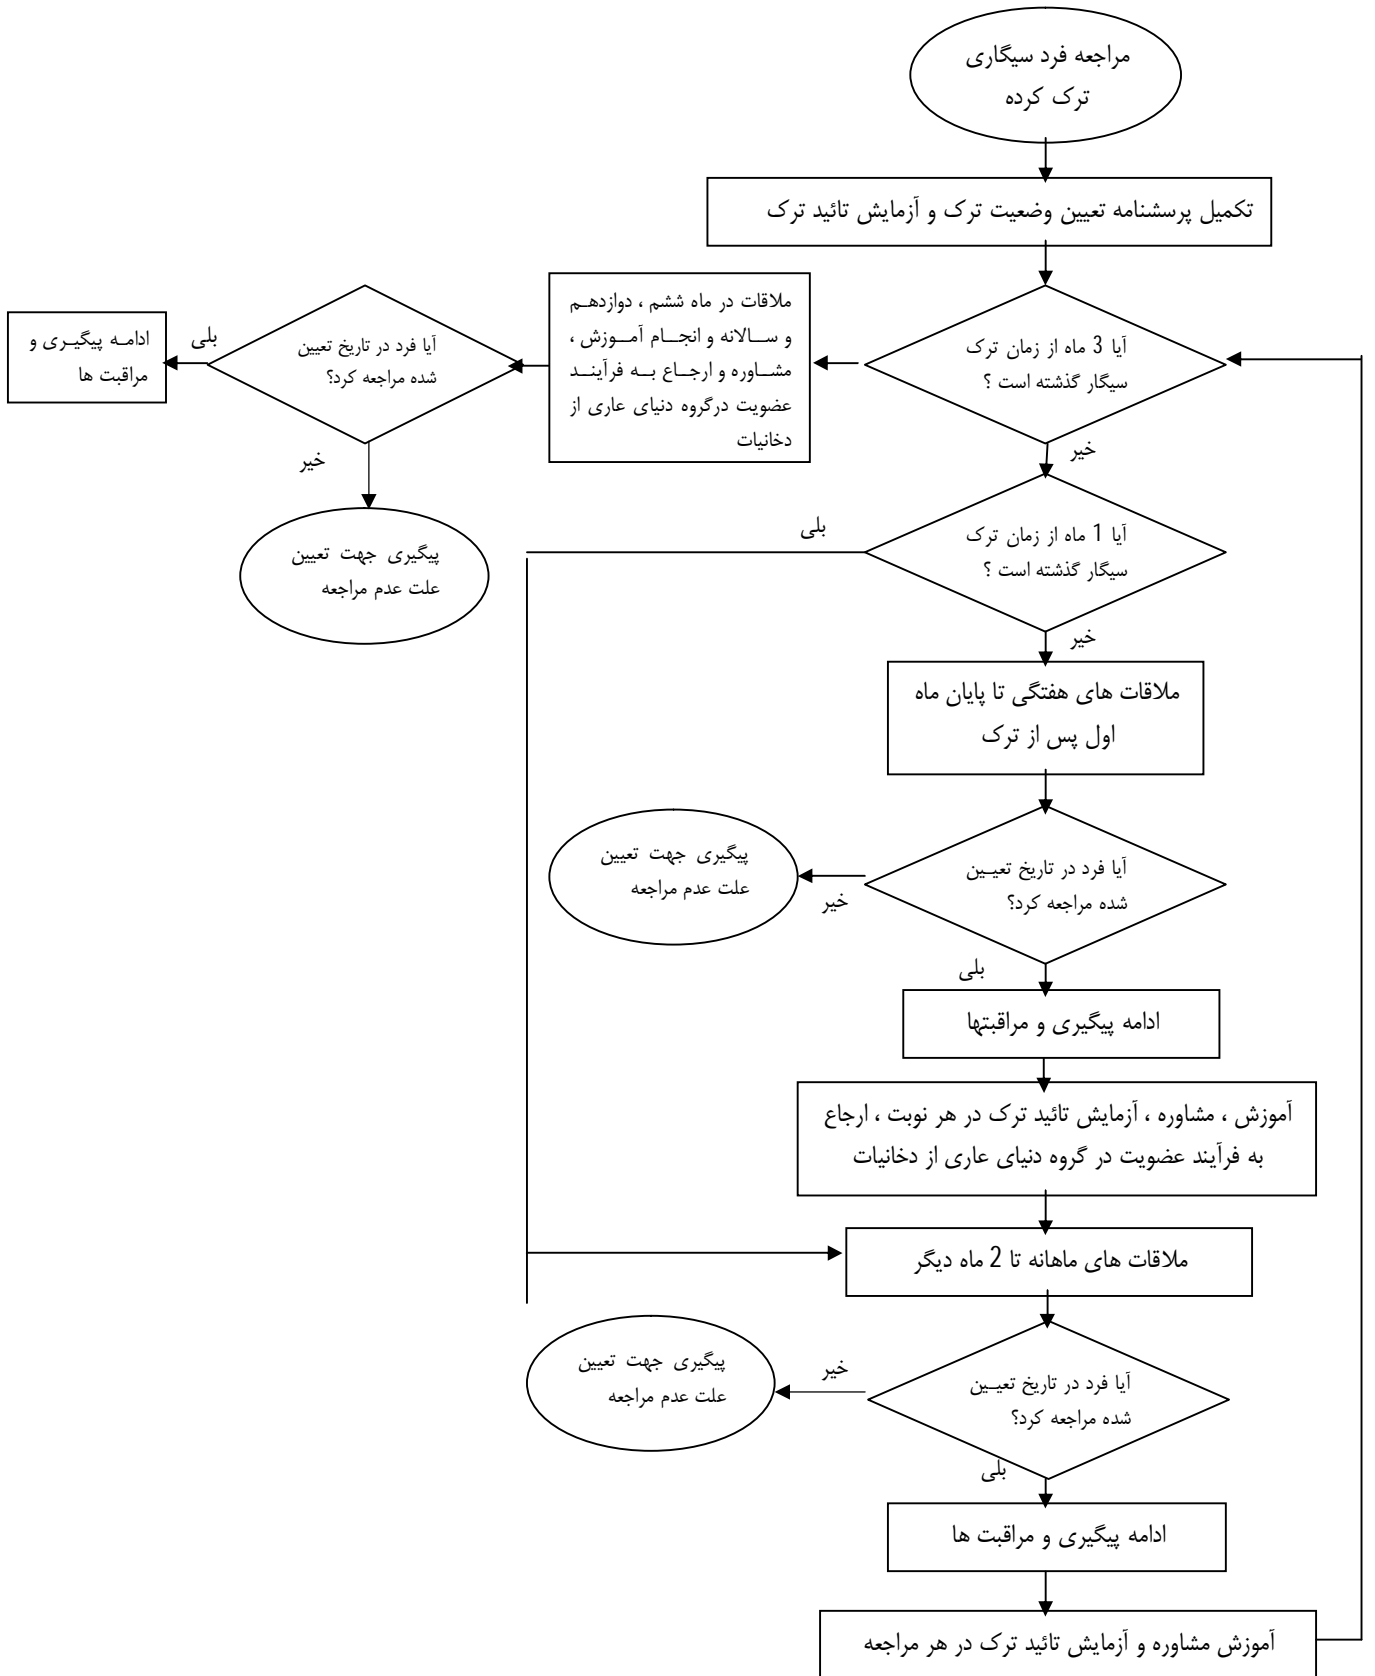 مراجعه فرد سیگاری
ترک کرده
تکمیل پرسشنامه تعیین وضعیت ترک و آزمایش تائید ترک
آیا 3 ماه از زمان ترک
سیگار گذشته است ؟
ملاقات در ماه ششم ، دوازدهم
و سالانه و انجام آموزش ،
مشاوره و ارجاع به فرآیند
عضویت درگروه دنیای عاری از
دخانیات
آیا فرد در تاریخ تعیین
شده مراجعه کرد؟
بلی
ادامه پیگیری و
مراقبت ها
خیر
پیگیری جهت تعیین
علت عدم مراجعه
خیر
آیا 1 ماه از زمان ترک
سیگار گذشته است ؟
بلی
خیر
ملاقات های هفتگی تا پایان ماه
اول پس از ترک
آیا فرد در تاریخ تعیین
شده مراجعه کرد؟
خیر
پیگیری جهت تعیین
علت عدم مراجعه
بلی
ادامه پیگیری و مراقبتها
آموزش ، مشاوره ، آزمایش تائید ترک در هر نوبت ، ارجاع
به فرآیند عضویت در گروه دنیای عاری از دخانیات
ملاقات های ماهانه تا 2 ماه دیگر
آیا فرد در تاریخ تعیین
شده مراجعه کرد؟
خیر
پیگیری جهت تعیین
علت عدم مراجعه
بلی
ادامه پیگیری و مراقبت ها
آموزش مشاوره و آزمایش تائید ترک در هر مراجعه